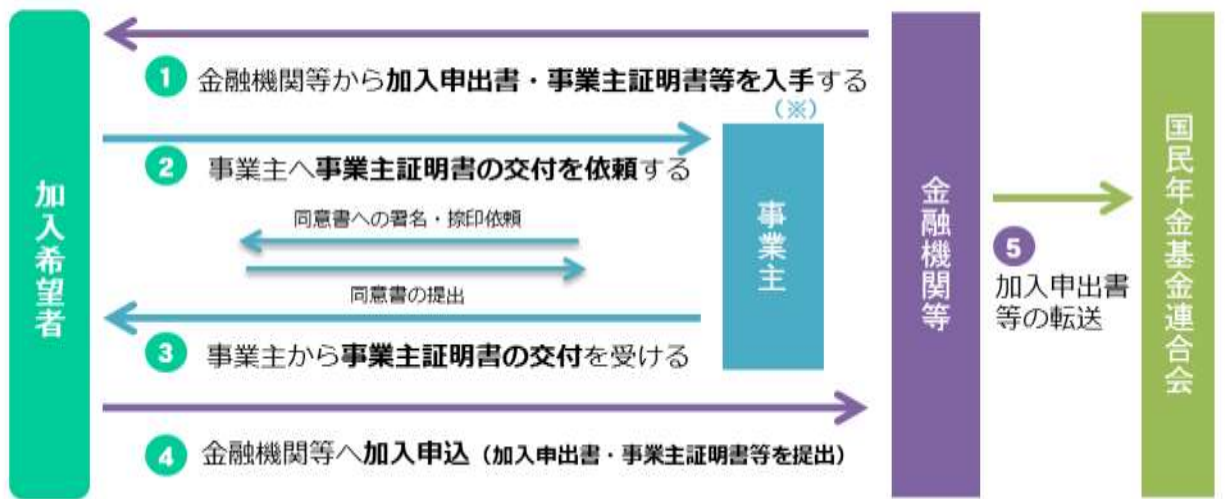 加入希望者
1 金融機関等から加入申出書・事業主証明書等を入手する
(※)
2 事業主へ事業主証明書の交付を依頼する
同意書への署名・捺印依頼
同意書の提出
3 事業主から事業主証明書の交付を受ける
4 金融機関等へ加入申込(加入申出書・事業主証明書等を提出)
事業主
金融機関等
5
加入申出書
等の転送
国民年金基金連合会